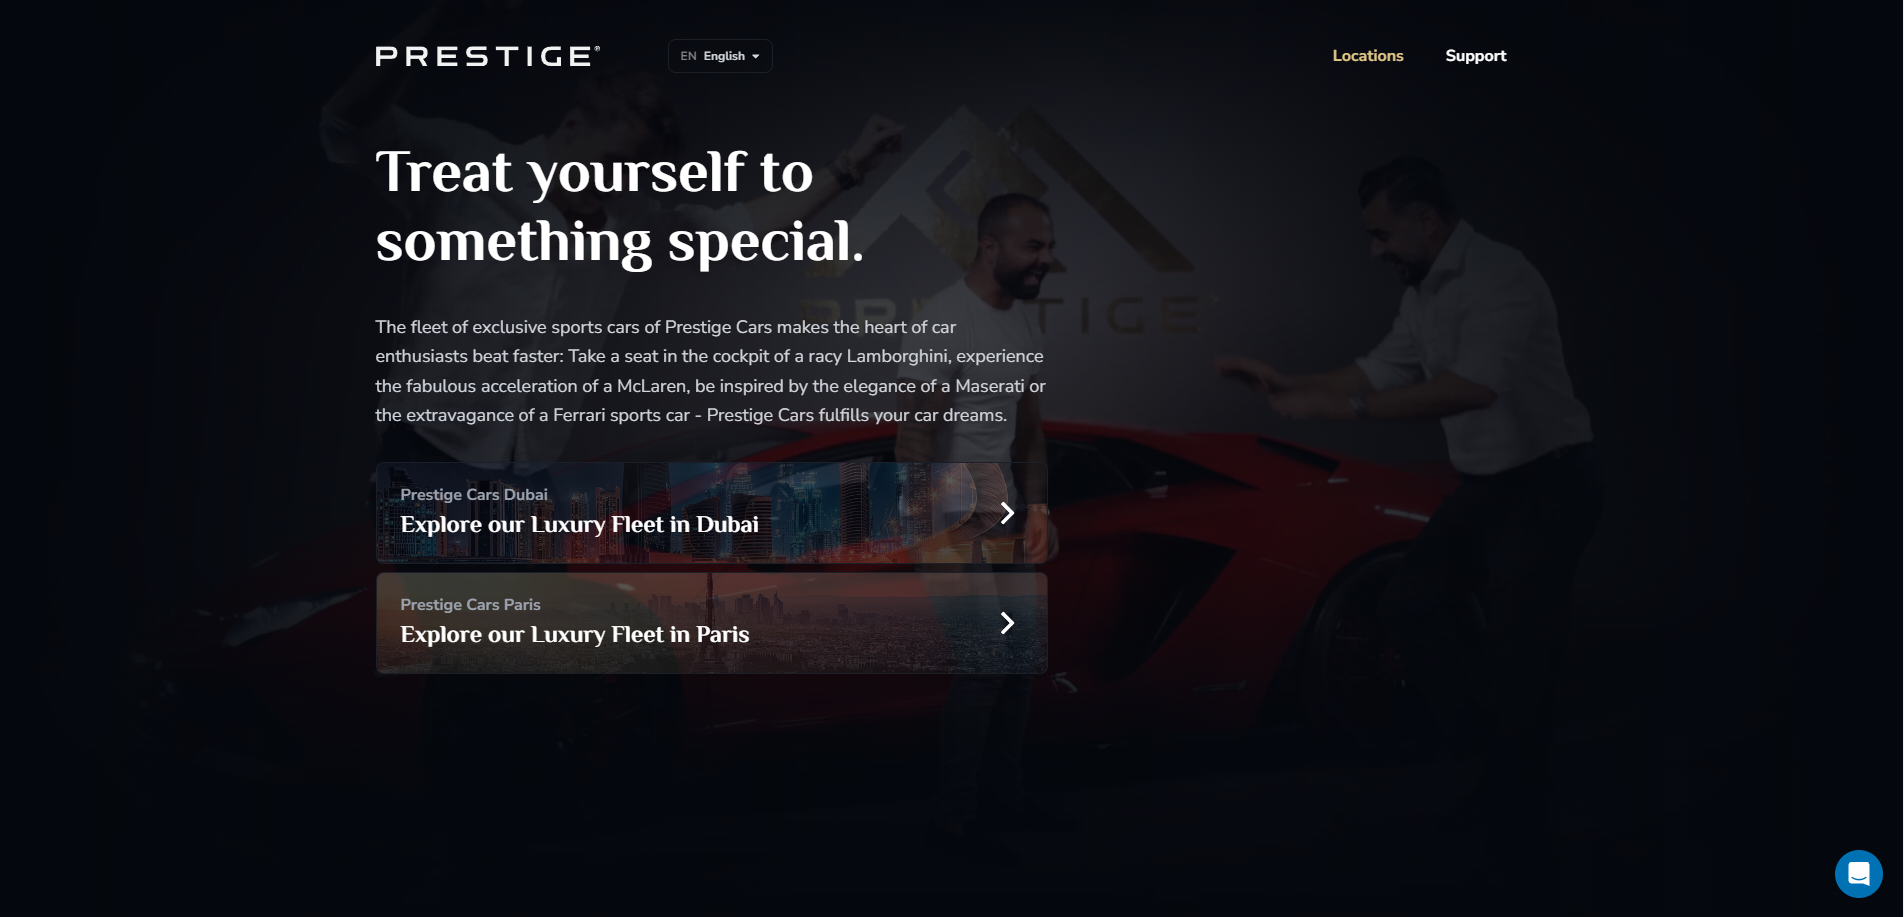 PRESTIGE®
EN English
Locations
Support
Treat yourself to
something special.
PRESTIGE
The fleet of exclusive sports cars of Prestige Cars makes the heart of car
enthusiasts beat faster: Take a seat in the cockpit of a racy Lamborghini, experience
the fabulous acceleration of a McLaren, be inspired by the elegance of a Maserati or
the extravagance of a Ferrari sports car - Prestige Cars fulfills your car dreams.
Prestige Cars Dubai
Explore our Luxury Fleet in Dubai
Prestige Cars Paris
Explore our Luxury Fleet in Paris